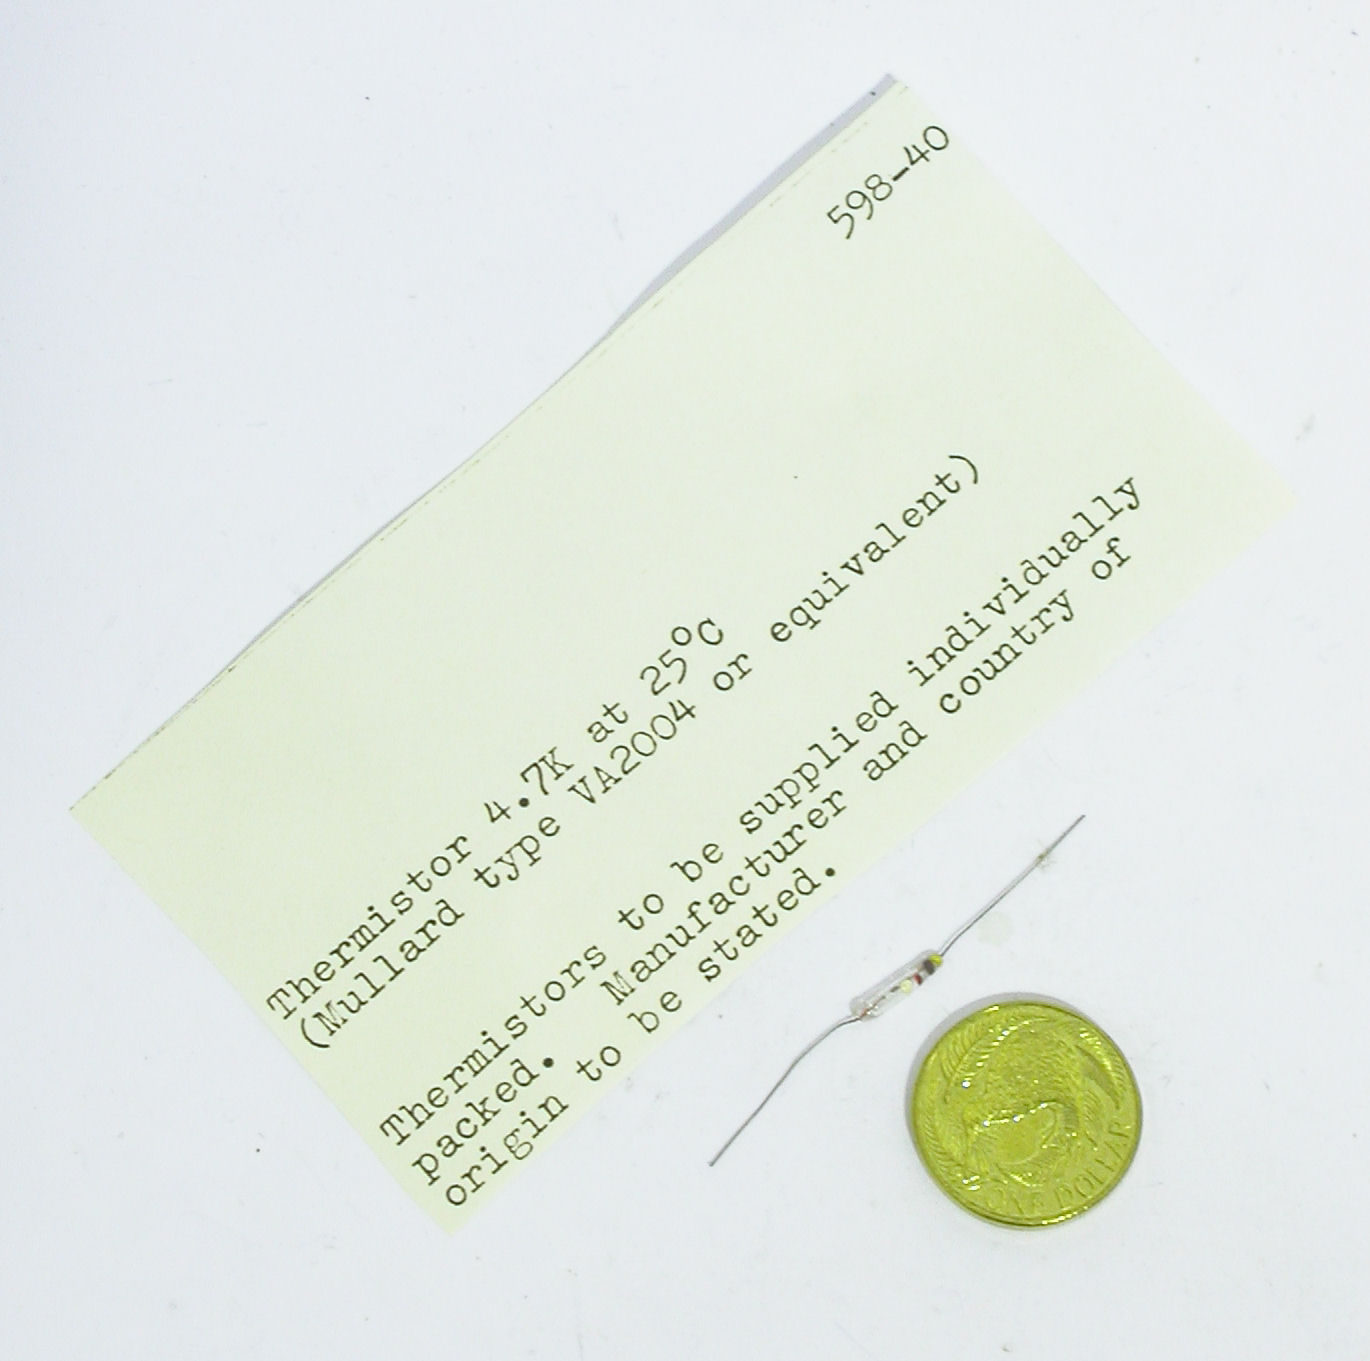 598-40
Thermistor 4.7K at 25°C
(Mullard type VA2004 or equivalent)
Thermistors to be supplied individually
packed. Manufacturer and country of
origin to be stated.
ONE DOLLAR